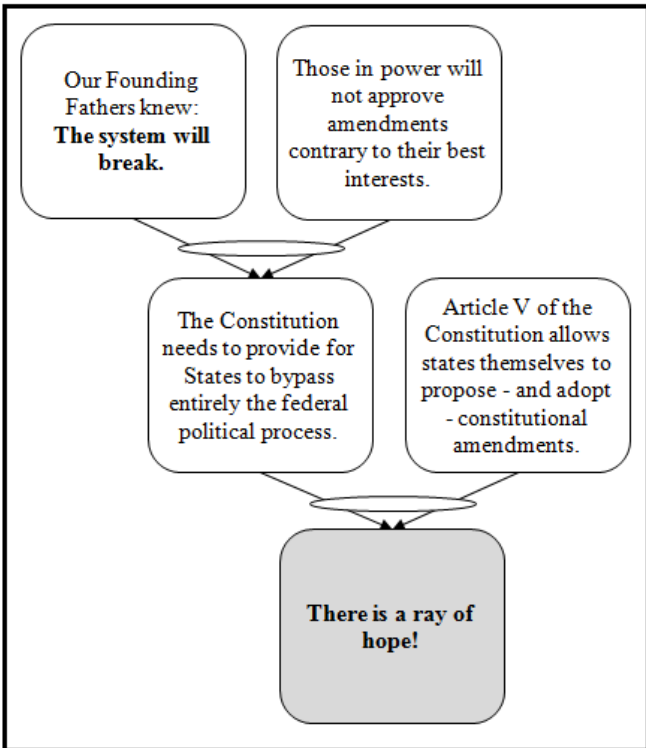 Our Founding
Fathers knew:
The system will
break.
Those in power will
not approve
amendments
contrary to their best
interests.
The Constitution
needs to provide for
States to bypass
entirely the federal
political process.
Article V of the
Constitution allows
states themselves to
propose - and adopt
- constitutional
amendments.
There is a ray of
hope!